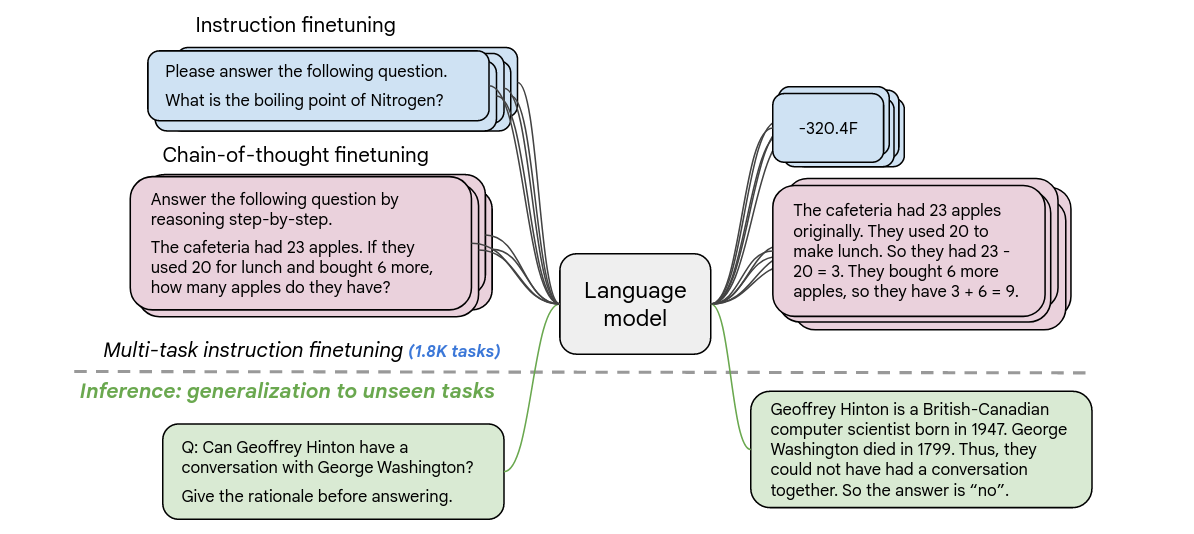 Instruction finetuning
Please answer the following question.
What is the boiling point of Nitrogen?
Chain-of-thought finetuning
Answer the following question by
reasoning step-by-step.
The cafeteria had 23 apples. If they
used 20 for lunch and bought 6 more,
how many apples do they have?
Multi-task instruction finetuning (1.8K tasks)
Language
model
-320.4F
The cafeteria had 23 apples
originally. They used 20 to
make lunch. So they had 23 -
20 = 3. They bought 6 more
apples, so they have 3 + 6 = 9.
Inference: generalization to unseen tasks
Q: Can Geoffrey Hinton have a
conversation with George Washington?
Give the rationale before answering.
Geoffrey Hinton is a British-Canadian
computer scientist born in 1947. George
Washington died in 1799. Thus, they
could not have had a conversation
together. So the answer is “no”.